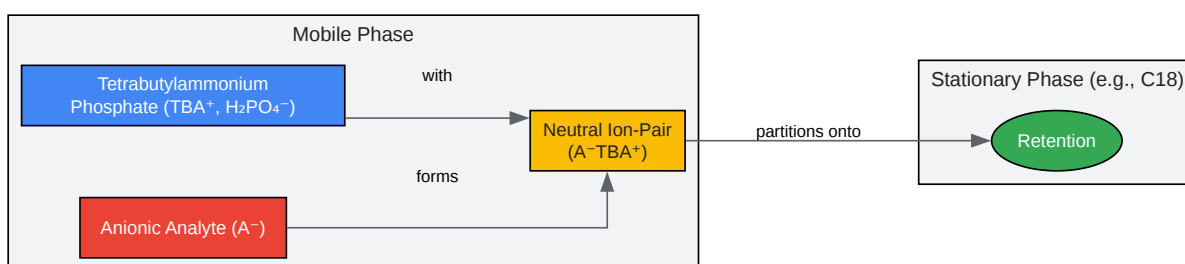 Mobile Phase
Tetrabutylammonium
Phosphate (TBA⁺, H₂PO₄⁻)
with
Neutral Ion-Pair
(A⁻TBA⁺)
forms
Anionic Analyte (A⁻)
partitions onto
Stationary Phase (e.g., C18)
Retention